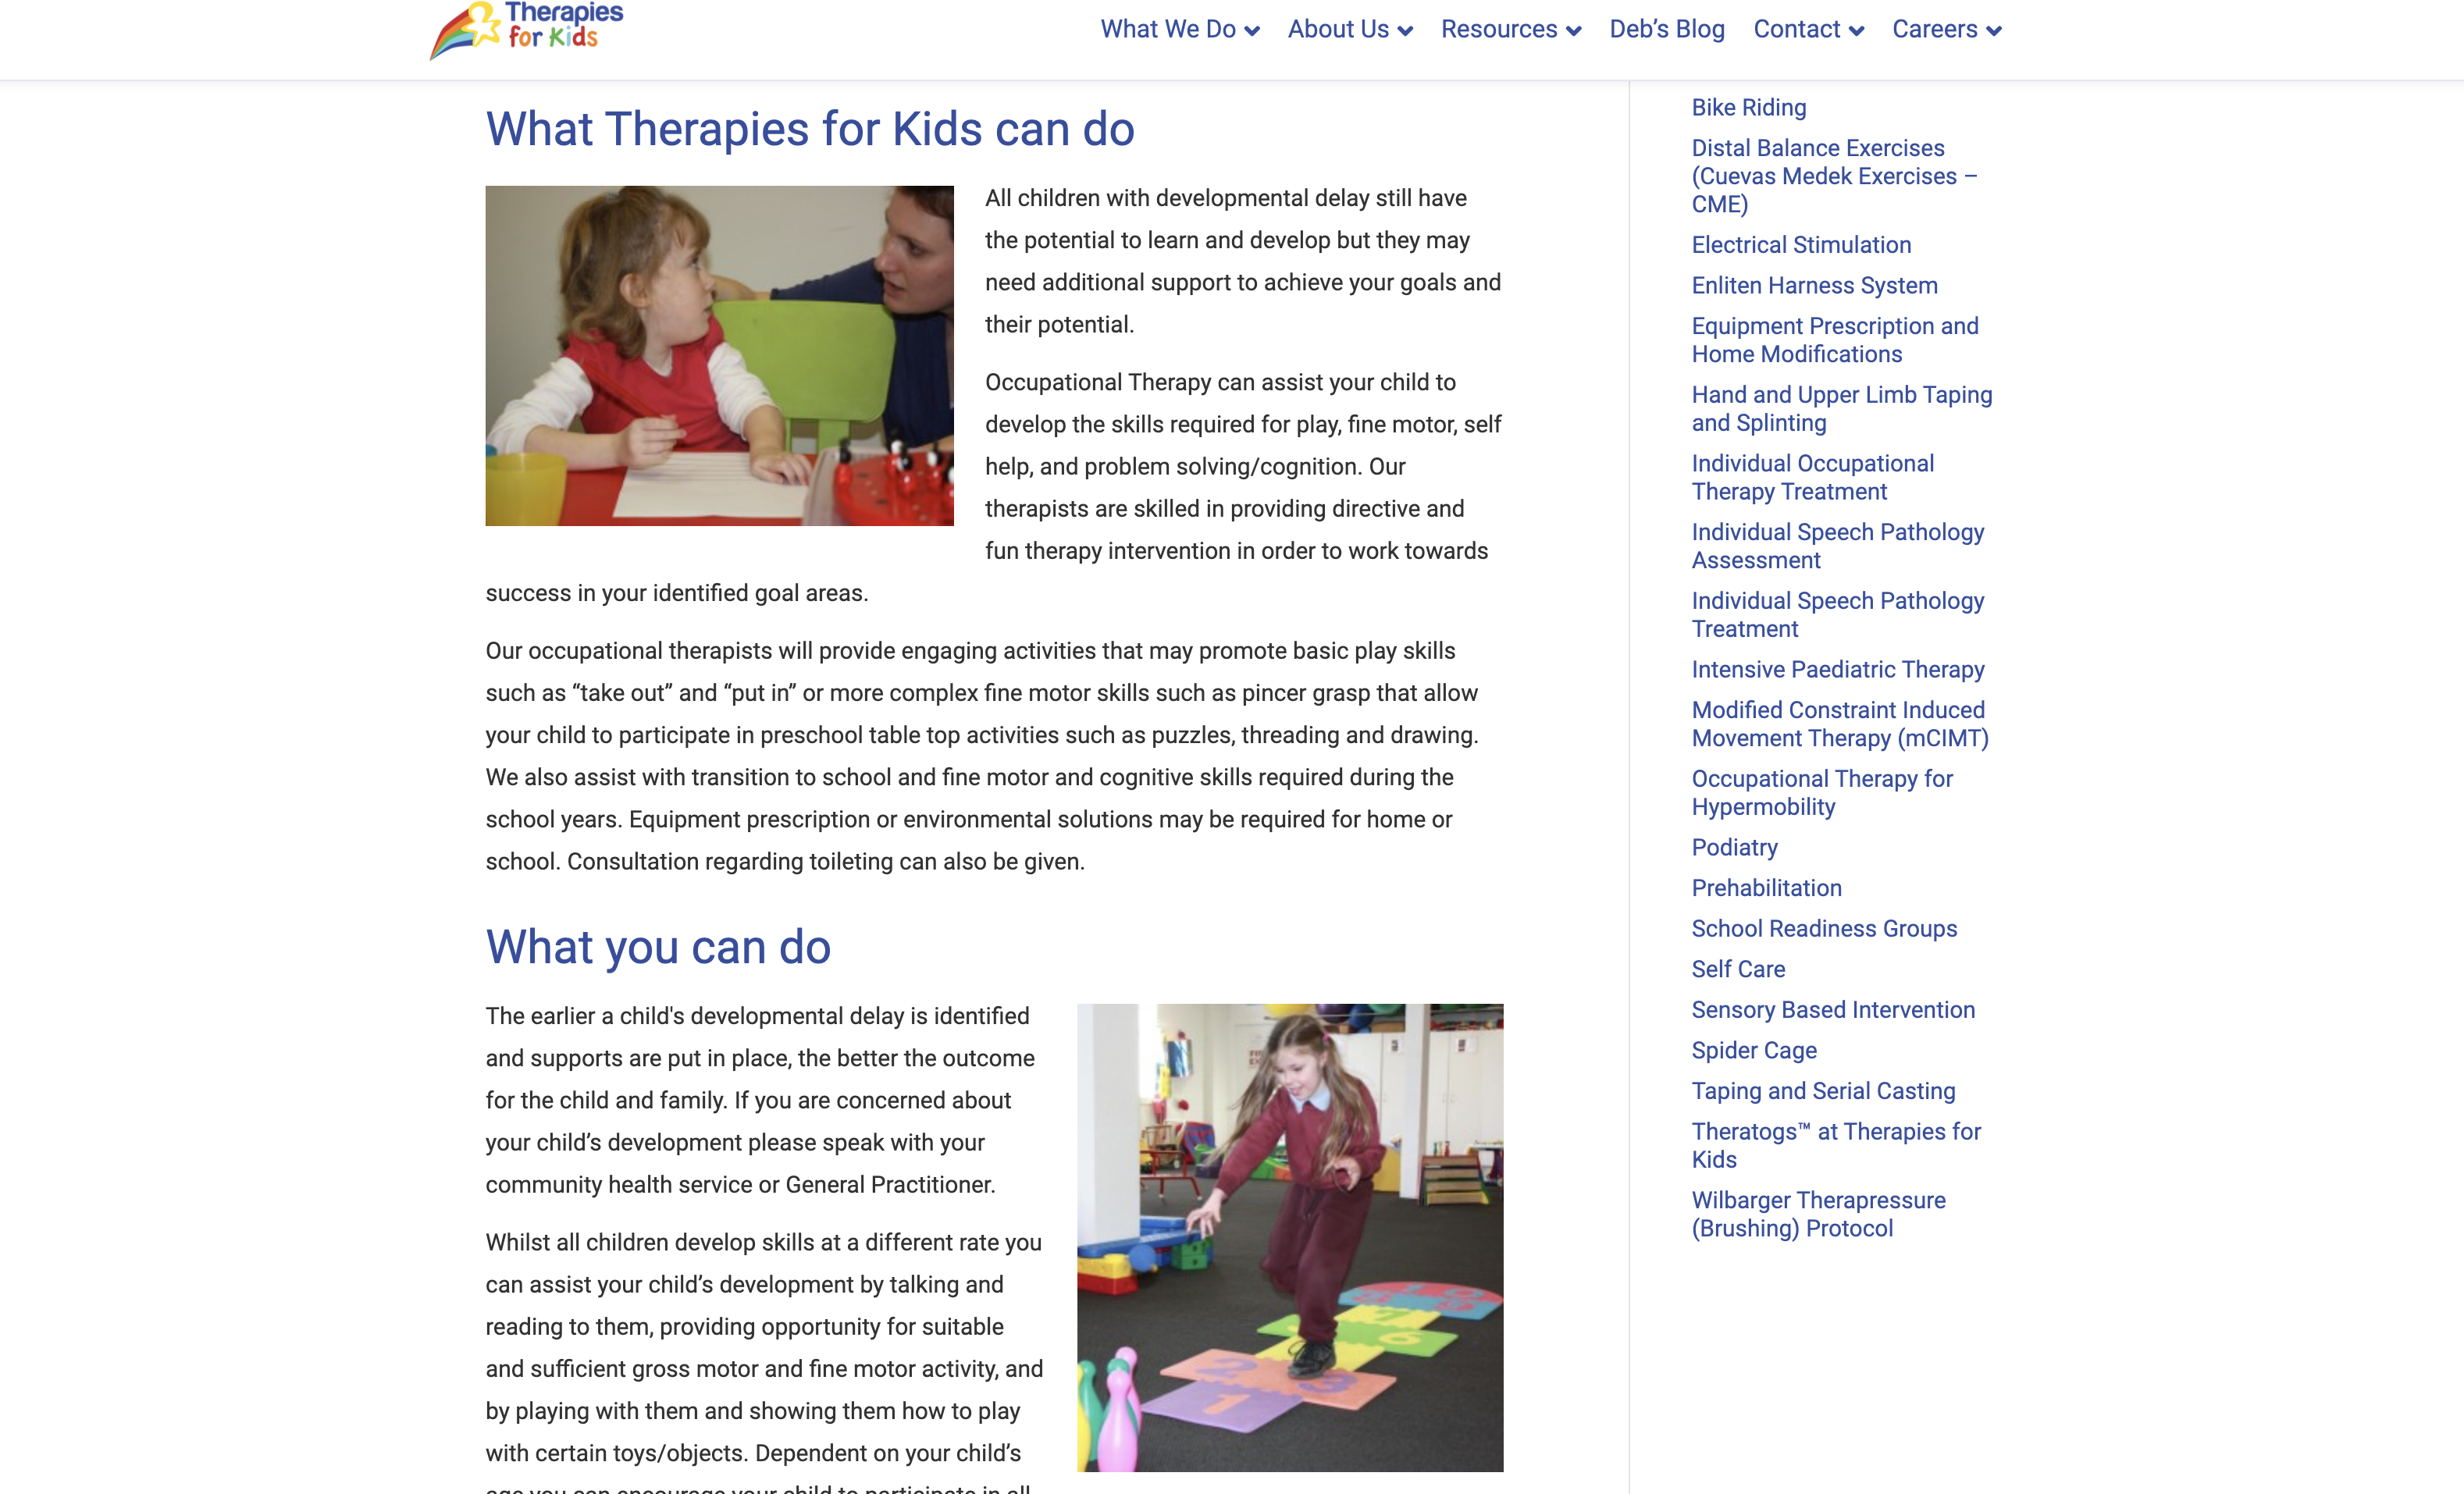 Therapies
for Kids
What We Do
About Us
Resources
Deb’s Blog
Contact
Careers
What Therapies for Kids can do
All children with developmental delay still have
the potential to learn and develop but they may
need additional support to achieve your goals and
their potential.
Occupational Therapy can assist your child to
develop the skills required for play, fine motor, self
help, and problem solving/cognition. Our
therapists are skilled in providing directive and
fun therapy intervention in order to work towards
success in your identified goal areas.
Our occupational therapists will provide engaging activities that may promote basic play skills
such as “take out” and “put in” or more complex fine motor skills such as pincer grasp that allow
your child to participate in preschool table top activities such as puzzles, threading and drawing.
We also assist with transition to school and fine motor and cognitive skills required during the
school years. Equipment prescription or environmental solutions may be required for home or
school. Consultation regarding toileting can also be given.
What you can do
The earlier a child's developmental delay is identified
and supports are put in place, the better the outcome
for the child and family. If you are concerned about
your child’s development please speak with your
community health service or General Practitioner.
Whilst all children develop skills at a different rate you
can assist your child’s development by talking and
reading to them, providing opportunity for suitable
and sufficient gross motor and fine motor activity, and
by playing with them and showing them how to play
with certain toys/objects. Dependent on your child’s
age you can encourage your child to participate in all
7
6
2
3
1
Bike Riding
Distal Balance Exercises
(Cuevas Medek Exercises –
CME)
Electrical Stimulation
Enliten Harness System
Equipment Prescription and
Home Modifications
Hand and Upper Limb Taping
and Splinting
Individual Occupational
Therapy Treatment
Individual Speech Pathology
Assessment
Individual Speech Pathology
Treatment
Intensive Paediatric Therapy
Modified Constraint Induced
Movement Therapy (mCIMT)
Occupational Therapy for
Hypermobility
Podiatry
Prehabilitation
School Readiness Groups
Self Care
Sensory Based Intervention
Spider Cage
Taping and Serial Casting
Theratogs™ at Therapies for
Kids
Wilbarger Therapressure
(Brushing) Protocol